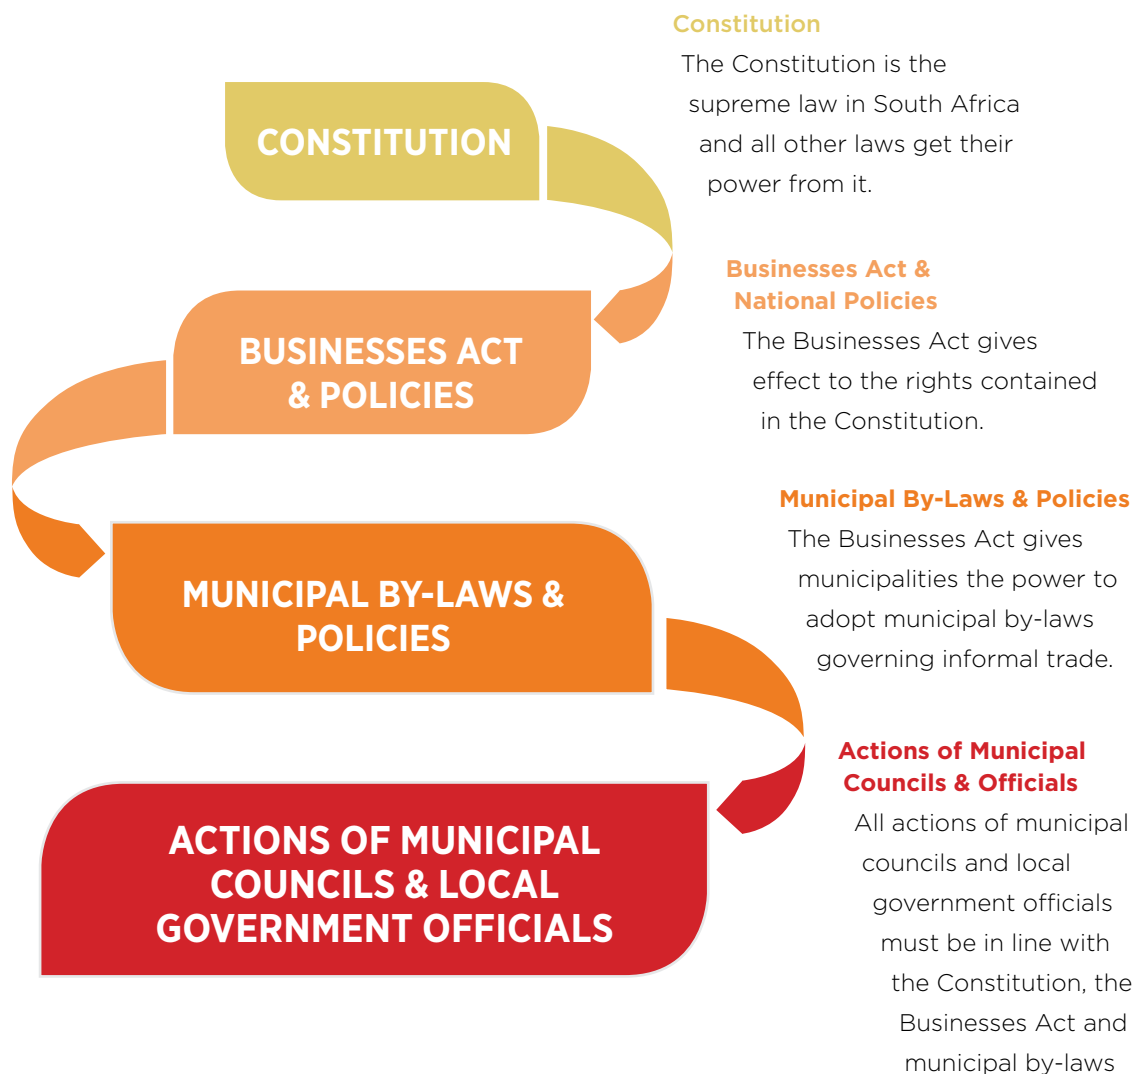 Constitution
The Constitution is the
supreme law in South Africa
and all other laws get their
power from it.
CONSTITUTION
Businesses Act &
National Policies
The Businesses Act gives
effect to the rights contained
in the Constitution.
BUSINESSES ACT
& POLICIES
Municipal By-Laws & Policies
The Businesses Act gives
municipalities the power to
adopt municipal by-laws
governing informal trade.
MUNICIPAL BY-LAWS &
POLICIES
Actions of Municipal
Councils & Officials
All actions of municipal
councils and local
government officials
must be in line with
the Constitution, the
Businesses Act and
municipal by-laws
ACTIONS OF MUNICIPAL
COUNCILS & LOCAL
GOVERNMENT OFFICIALS